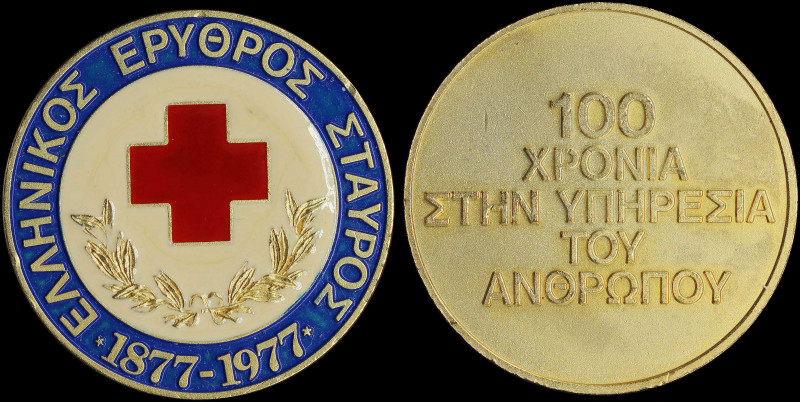 ΕΛΛΗΝΙΚΟΣ ΕΡΥΘΡΟΣ ΣΤΑΥΡΟΣ
*1877-1977*
100
ΧΡΟΝΙΑ
ΣΤΗΝ ΥΠΗΡΕΣΙΑ
ΤΟΥ
ΑΝΘΡΩΠΟΥ